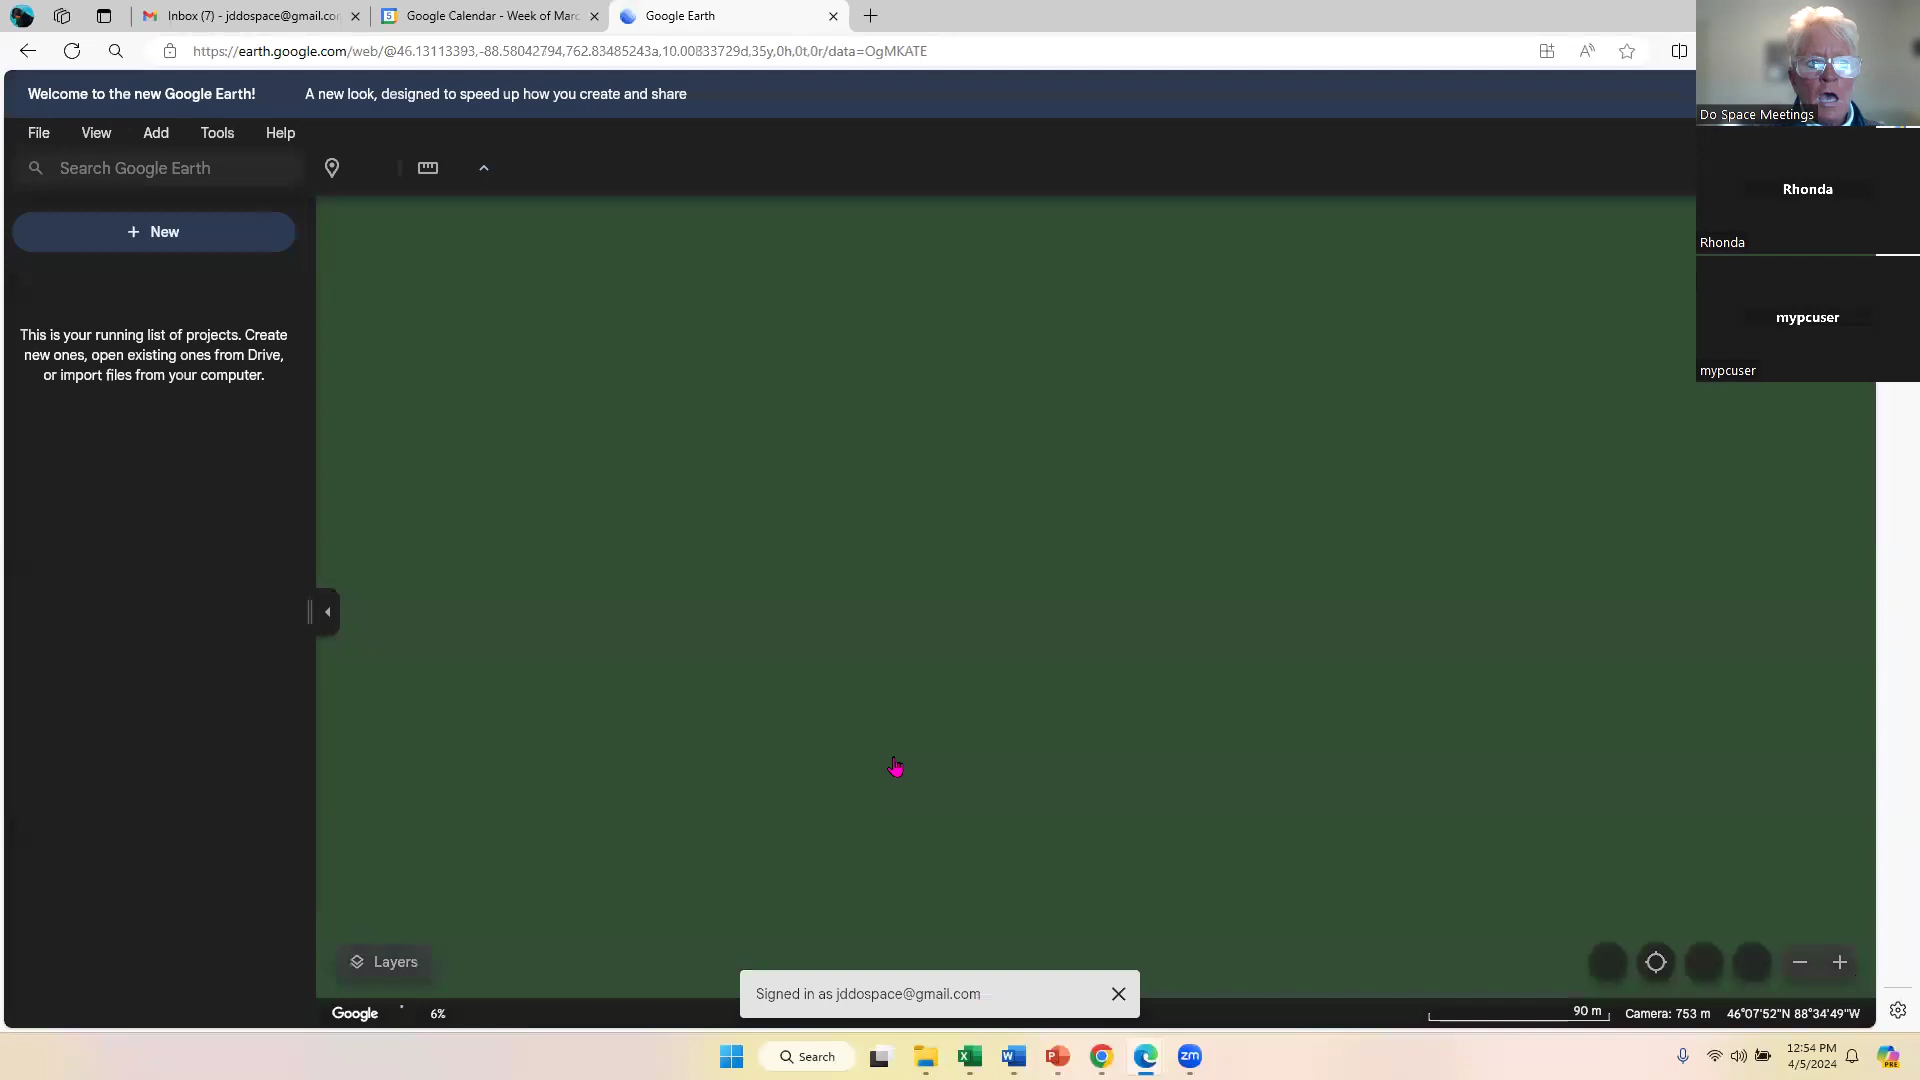 Inbox (7) - jddospace@gmail.co
Google Calendar - Week of Marc
Google Earth
https://earth.google.com/web/@46.13113393,-88.58042794,762.83485243a,10.00833729d,35y,0h,0t,0r/data=OgMKATE
Welcome to the new Google Earth!
A new look, designed to speed up how you create and share
Do Space Meetings
File
View
Add
Tools
Help
Search Google Earth
Rhonda
Rhonda
New
This is your running list of projects. Create
new ones, open existing ones from Drive,
or import files from your computer.
mypcuser
mypcuser
Layers
Signed in as jddospace@gmail.com
Google
6%
90 m
Camera: 753 m
46°07'52"N 88°34'49"W
Search
12:54 PM
4/5/2024